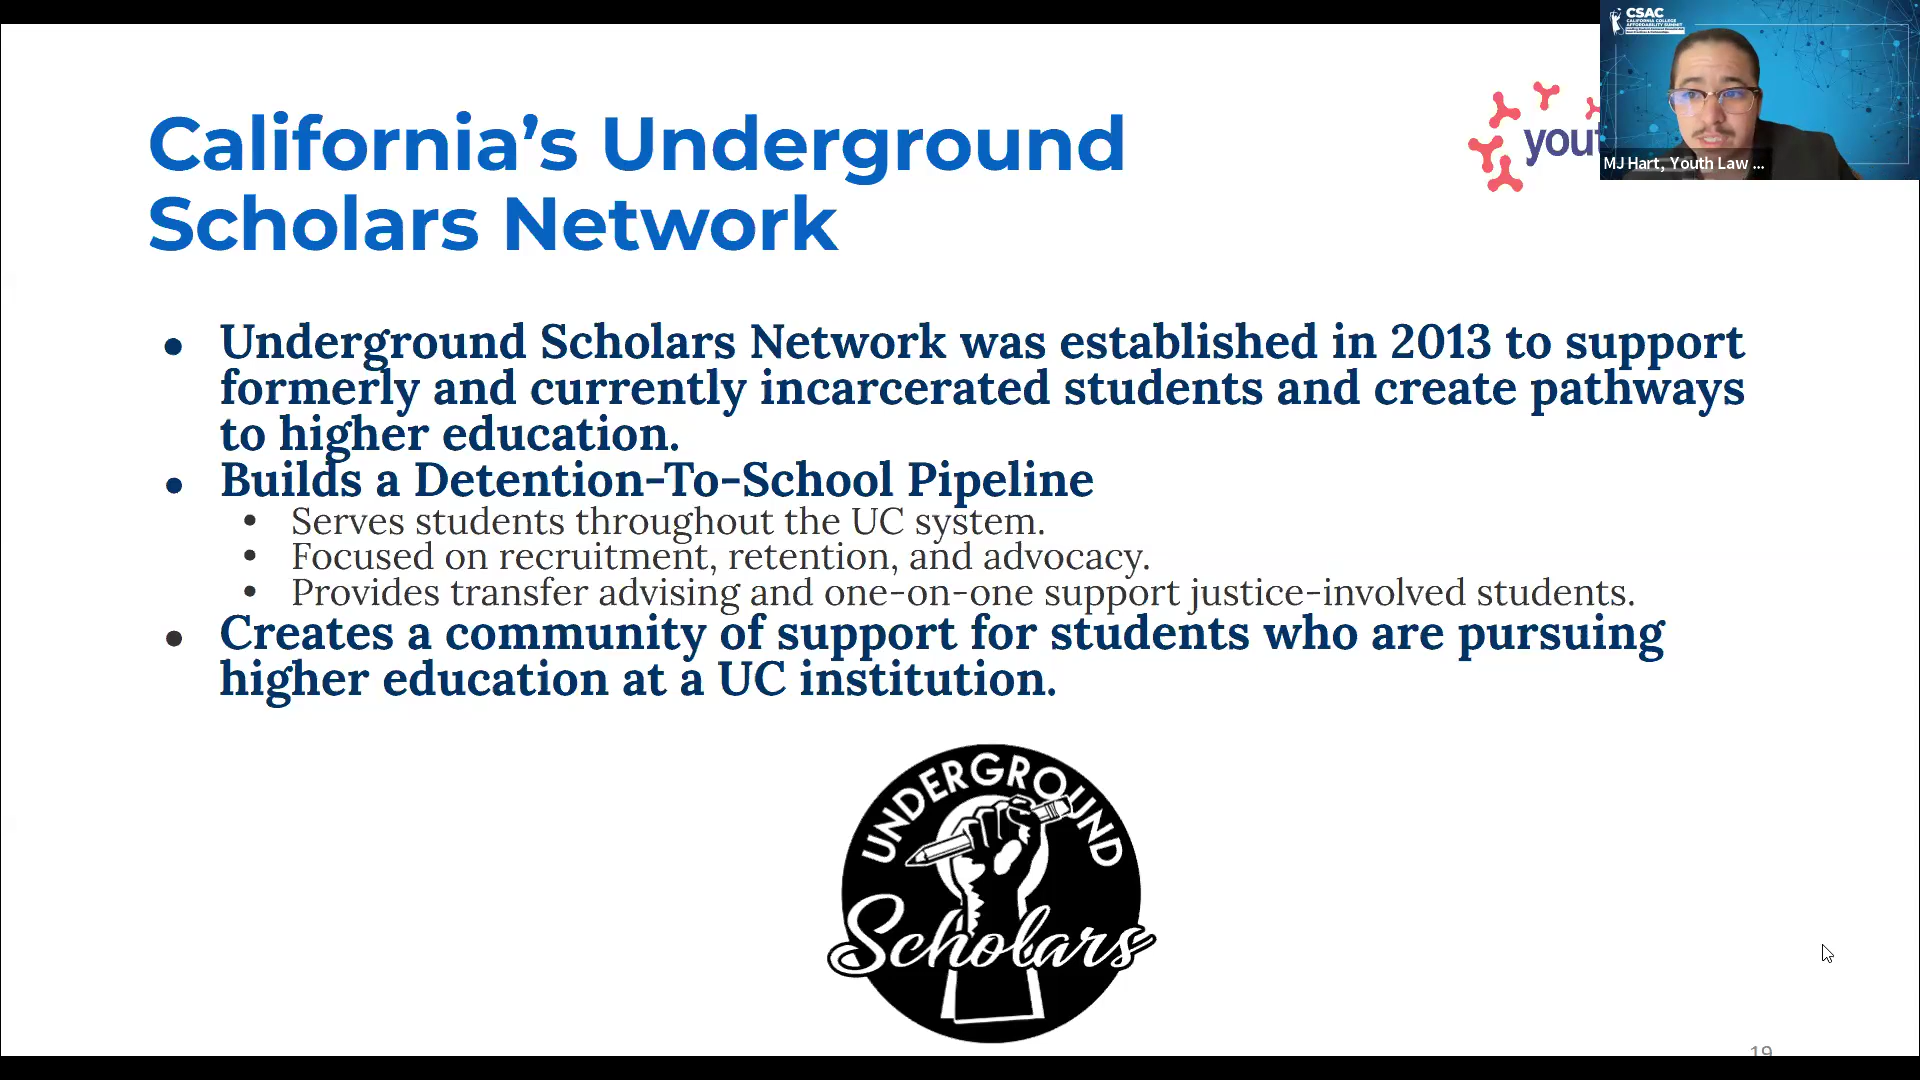 CSAC
CALIFORNIA COLLEGE
AFFORDABILITY SUMMIT
MJ Hart, Youth Law ...
California’s Underground
Scholars Network
● Underground Scholars Network was established in 2013 to support
formerly and currently incarcerated students and create pathways
to higher education.
● Builds a Detention-To-School Pipeline
• Serves students throughout the UC system.
• Focused on recruitment, retention, and advocacy.
• Provides transfer advising and one-on-one support justice-involved students.
● Creates a community of support for students who are pursuing
higher education at a UC institution.
UNDERGROUND
Scholars
19